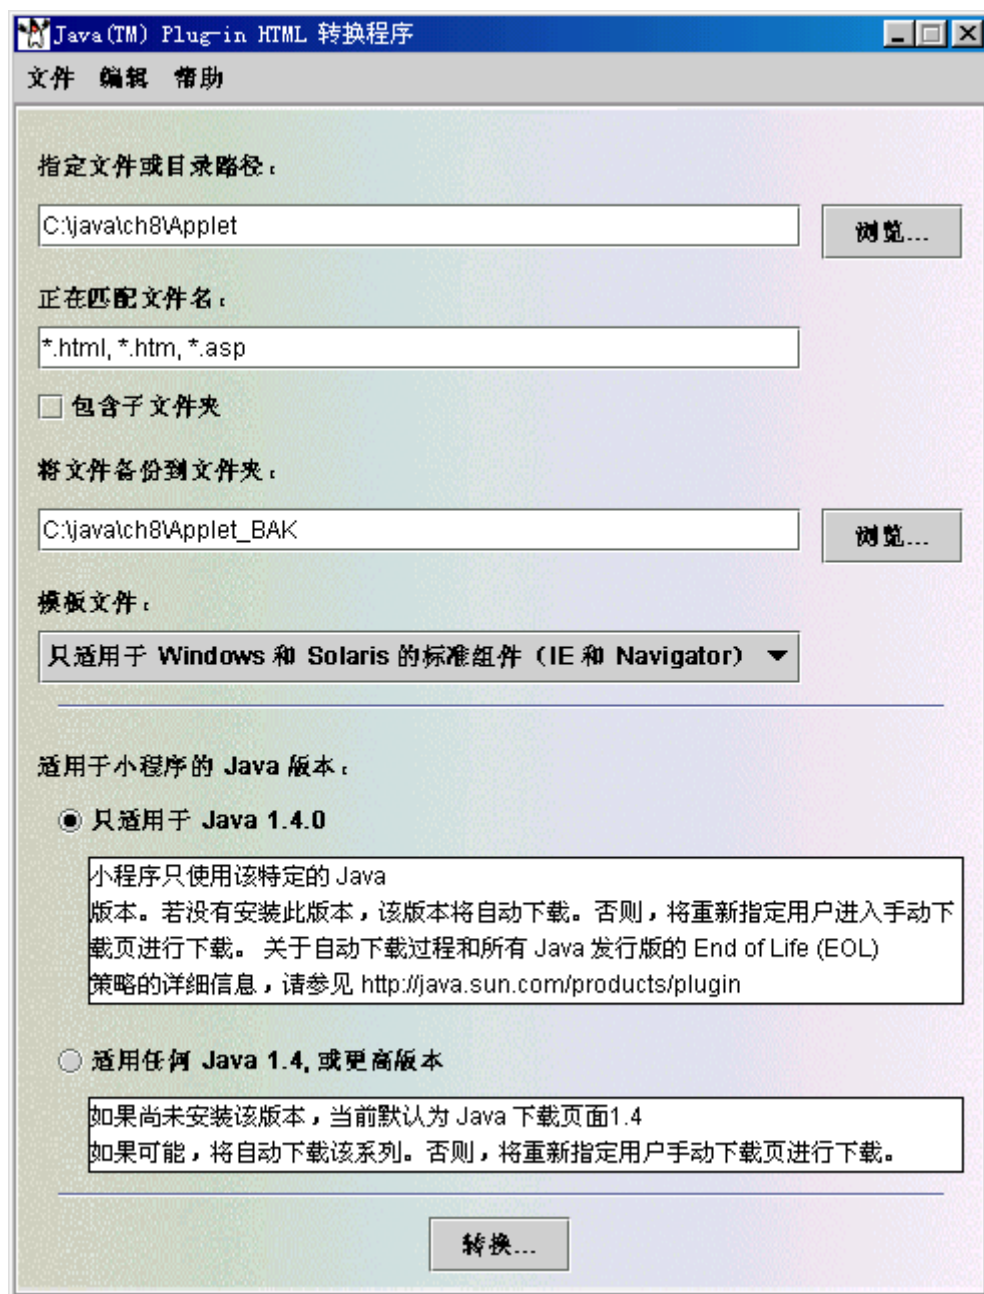 Java(TM) Plug-in HTML 转换程序
文件 编辑 帮助
指定文件或目录路径：
C:\java\ch8\Applet
浏览...
正在匹配文件名：
*.html, *.htm, *.asp
包含子文件夹
将文件备份到文件夹：
C:\java\ch8\Applet_BAK
浏览...
模板文件：
只适用于 Windows 和 Solaris 的标准组件（IE 和 Navigator）
适用于小程序的 Java 版本：
只适用于 Java 1.4.0
小程序只使用该特定的 Java
版本。若没有安装此版本，该版本将自动下载。否则，将重新指定用户进入手动下
载页进行下载。 关于自动下载过程和所有 Java 发行版的 End of Life (EOL)
策略的详细信息，请参见 http://java.sun.com/products/plugin
适用任何 Java 1.4, 或更高版本
如果尚未安装该版本，当前默认为 Java 下载页面1.4
如果可能，将自动下载该系列。否则，将重新指定用户手动下载页进行下载。
转换...